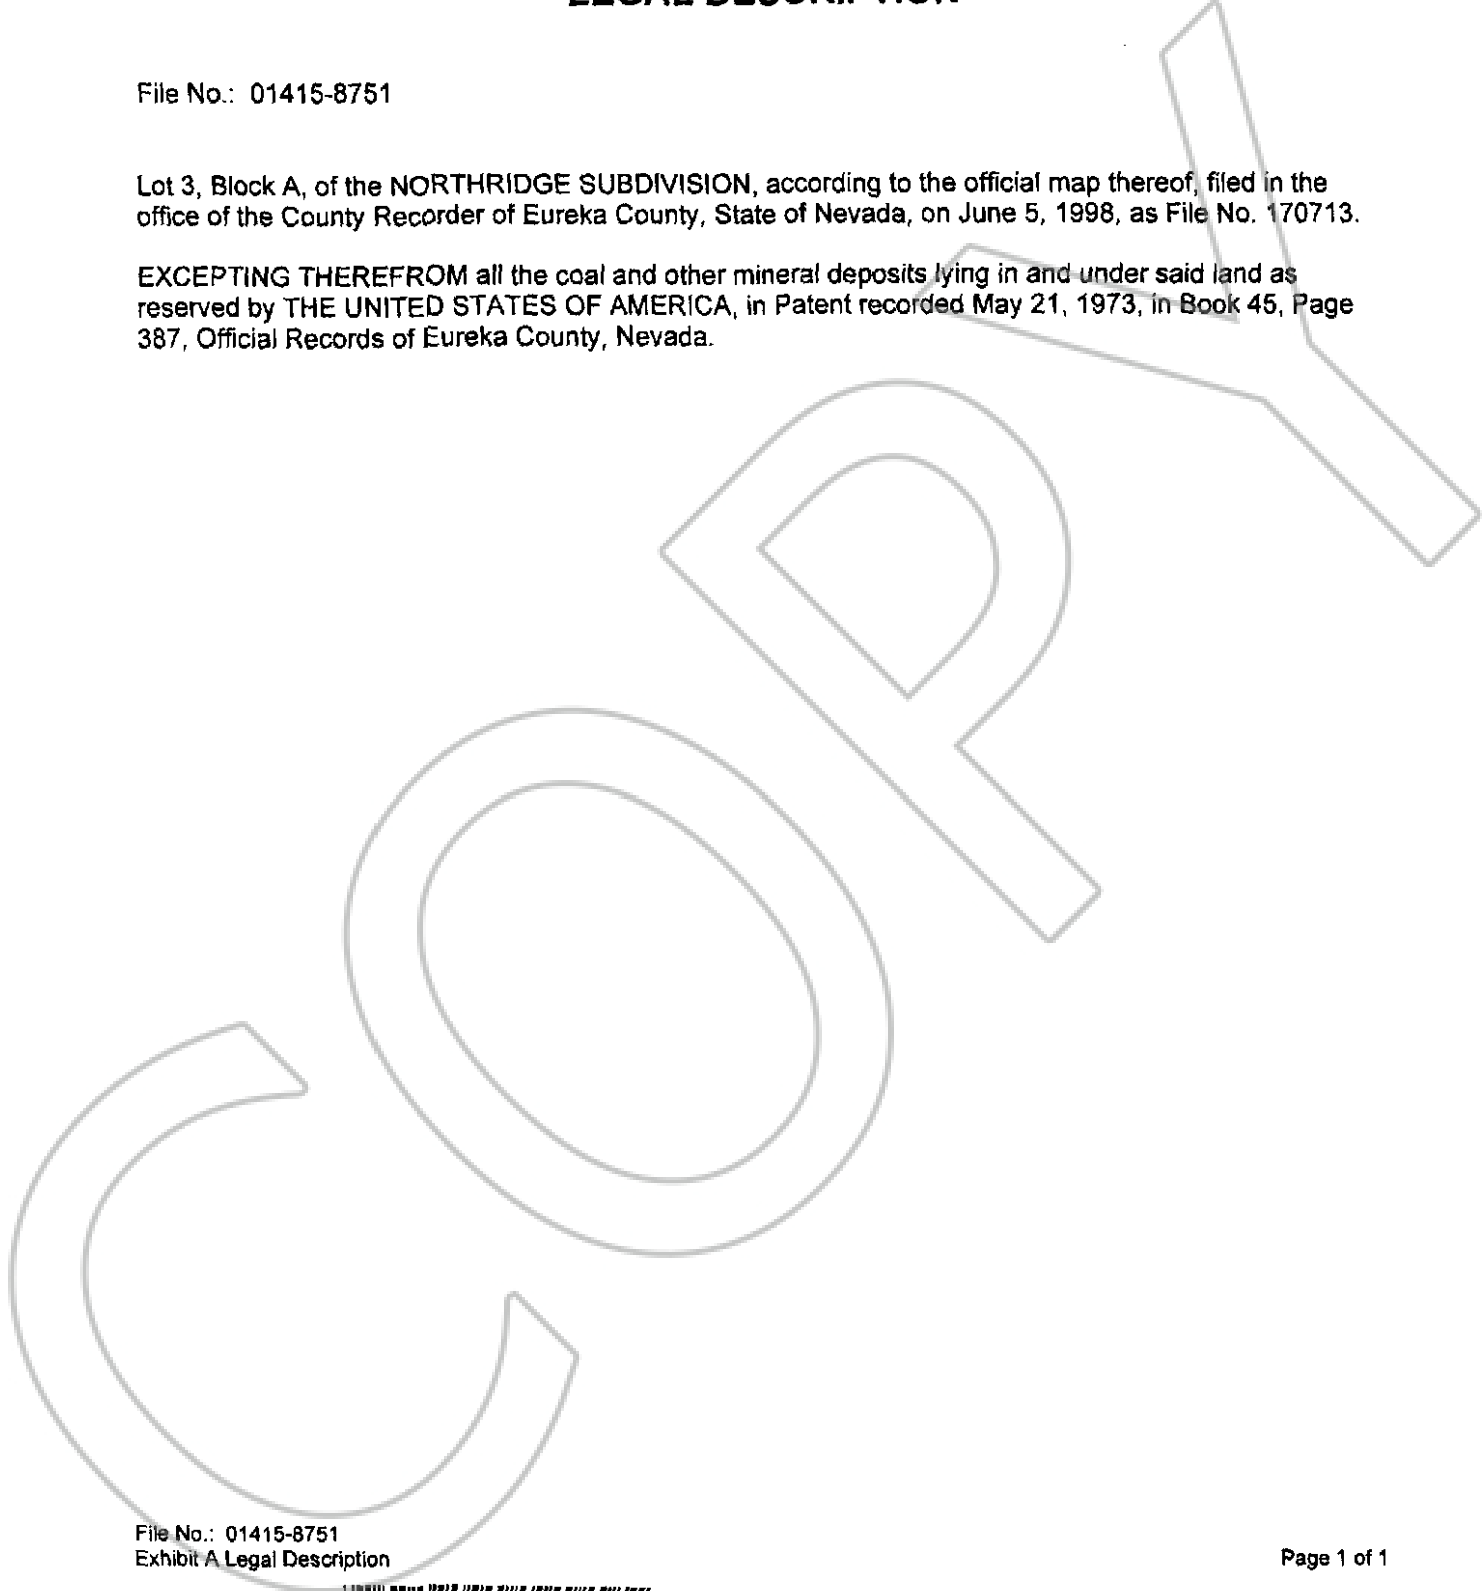 LEGAL DESCRIPTION
File No.: 01415-8751
Lot 3, Block A, of the NORTHRIDGE SUBDIVISION, according to the official map thereof, filed in the
office of the County Recorder of Eureka County, State of Nevada, on June 5, 1998, as File No. 170713.
EXCEPTING THEREFROM all the coal and other mineral deposits lying in and under said land as
reserved by THE UNITED STATES OF AMERICA, in Patent recorded May 21, 1973, in Book 45, Page
387, Official Records of Eureka County, Nevada.
COPY
File No.: 01415-8751
Exhibit A Legal Description
Page 1 of 1